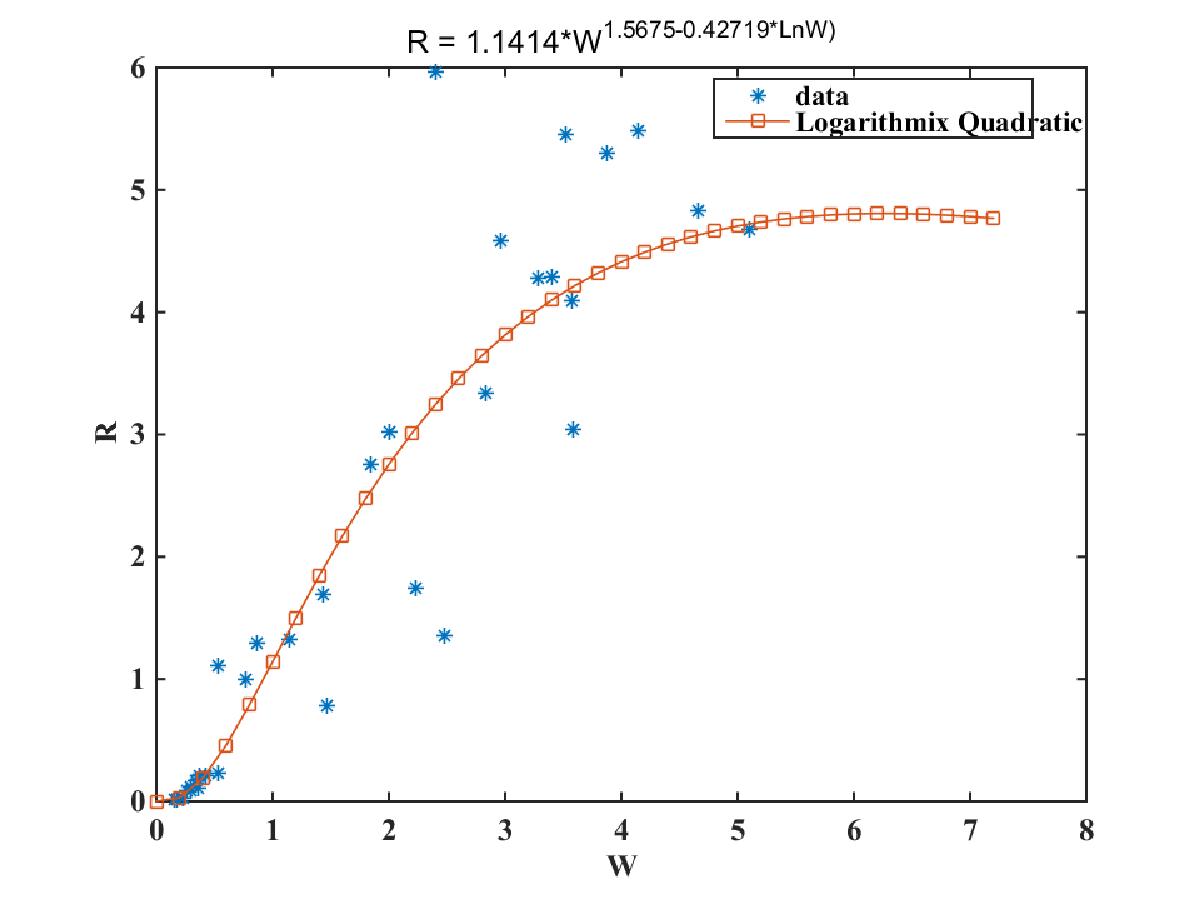 R = 1.1414*W^1.5675-0.42719*LnW)
6
data
Logarithmix Quadratic
5
4
3
R
2
1
0
0 1 2 3 4 5 6 7 8
W